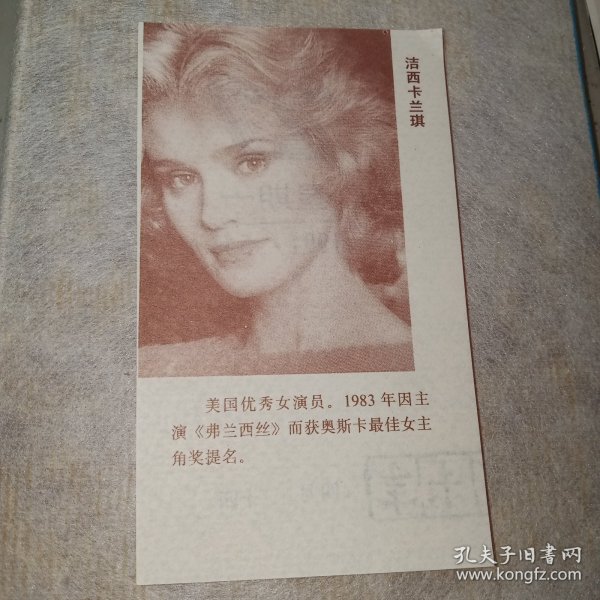 洁西卡兰琪
美国优秀女演员。1983年因主
演《弗兰西丝》而获奥斯卡最佳女主
角奖提名。
孔夫子旧书网
www.kongfz.com